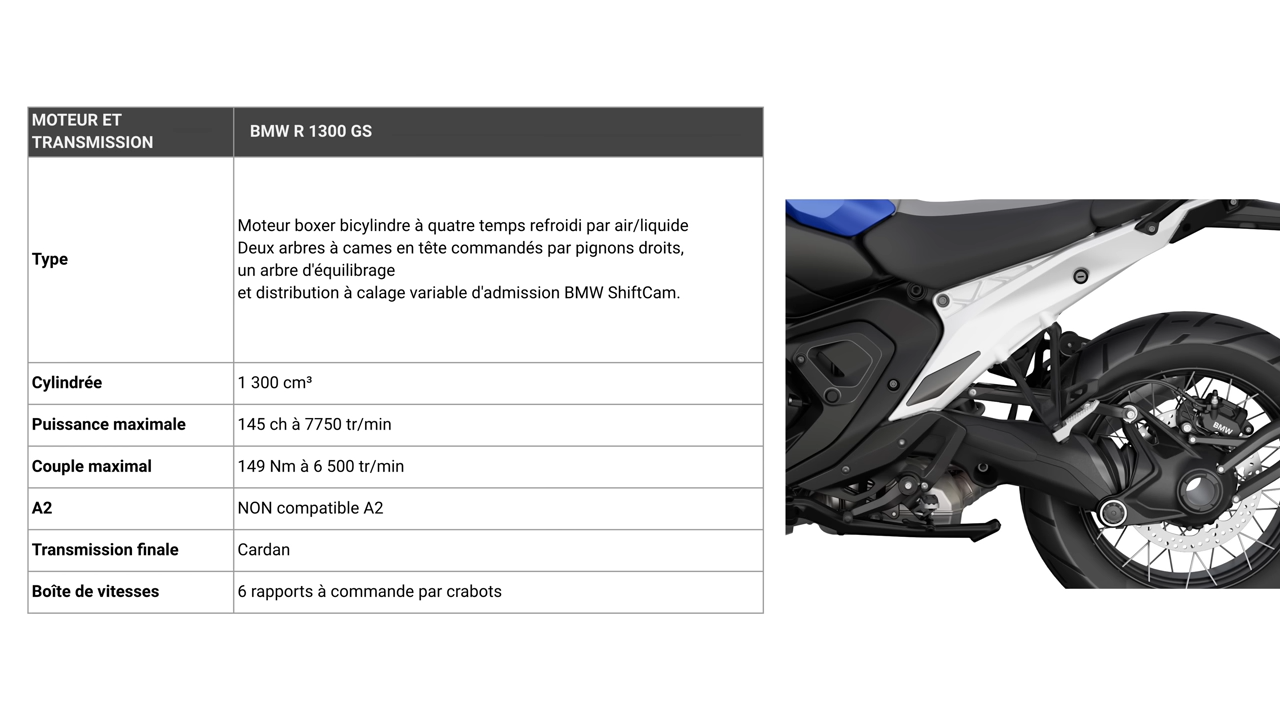 MOTEUR ET
TRANSMISSION
BMW R 1300 GS
Type
Moteur boxer bicylindre à quatre temps refroidi par air/liquide
Deux arbres à cames en tête commandés par pignons droits,
un arbre d'équilibrage
et distribution à calage variable d'admission BMW ShiftCam.
Cylindrée
1 300 cm³
Puissance maximale
145 ch à 7750 tr/min
Couple maximal
149 Nm à 6 500 tr/min
A2
NON compatible A2
Transmission finale
Cardan
Boîte de vitesses
6 rapports à commande par crabots
BMW